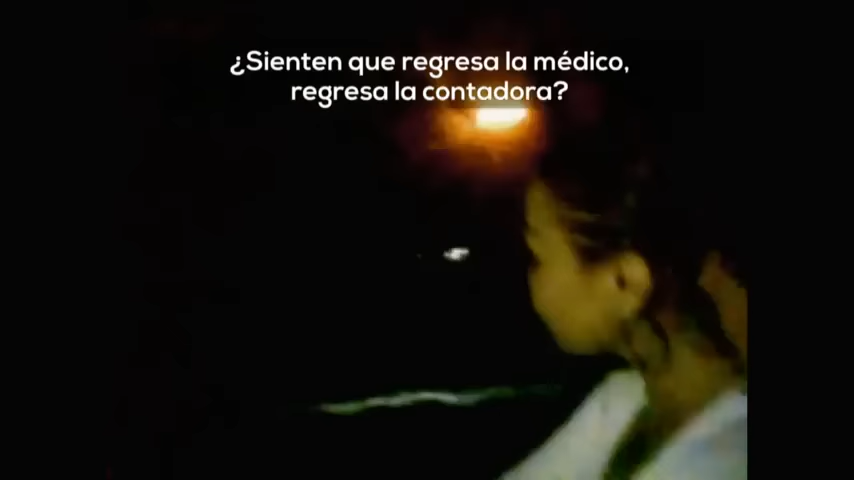 ¿Sienten que regresa la médico,
regresa la contadora?